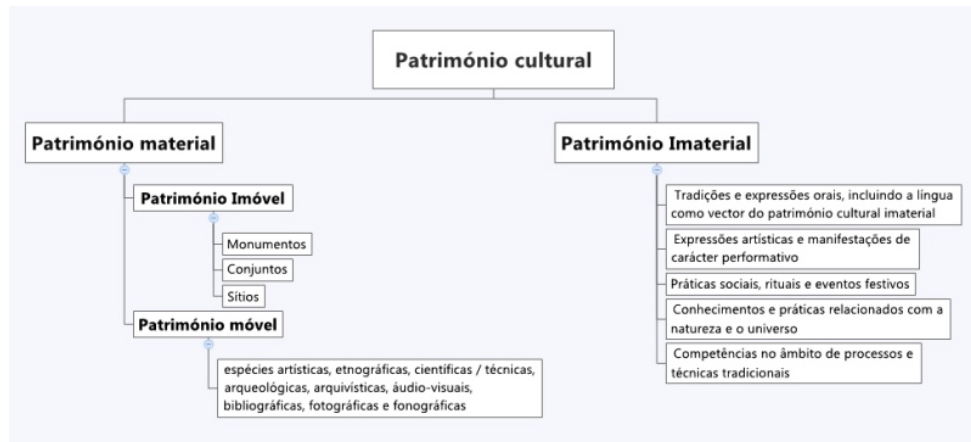 Património cultural
Património material
Património Imóvel
Monumentos
Conjuntos
Sítios
Património móvel
espécies artísticas, etnográficas, científicas / técnicas,
arqueológicas, arquivísticas, áudio-visuais,
bibliográficas, fotográficas e fonográficas
Património Imaterial
Tradições e expressões orais, incluindo a língua
como vector do património cultural imaterial
Expressões artísticas e manifestações de
carácter performativo
Práticas sociais, rituais e eventos festivos
Conhecimentos e práticas relacionados com a
natureza e o universo
Competências no âmbito de processos e
técnicas tradicionais